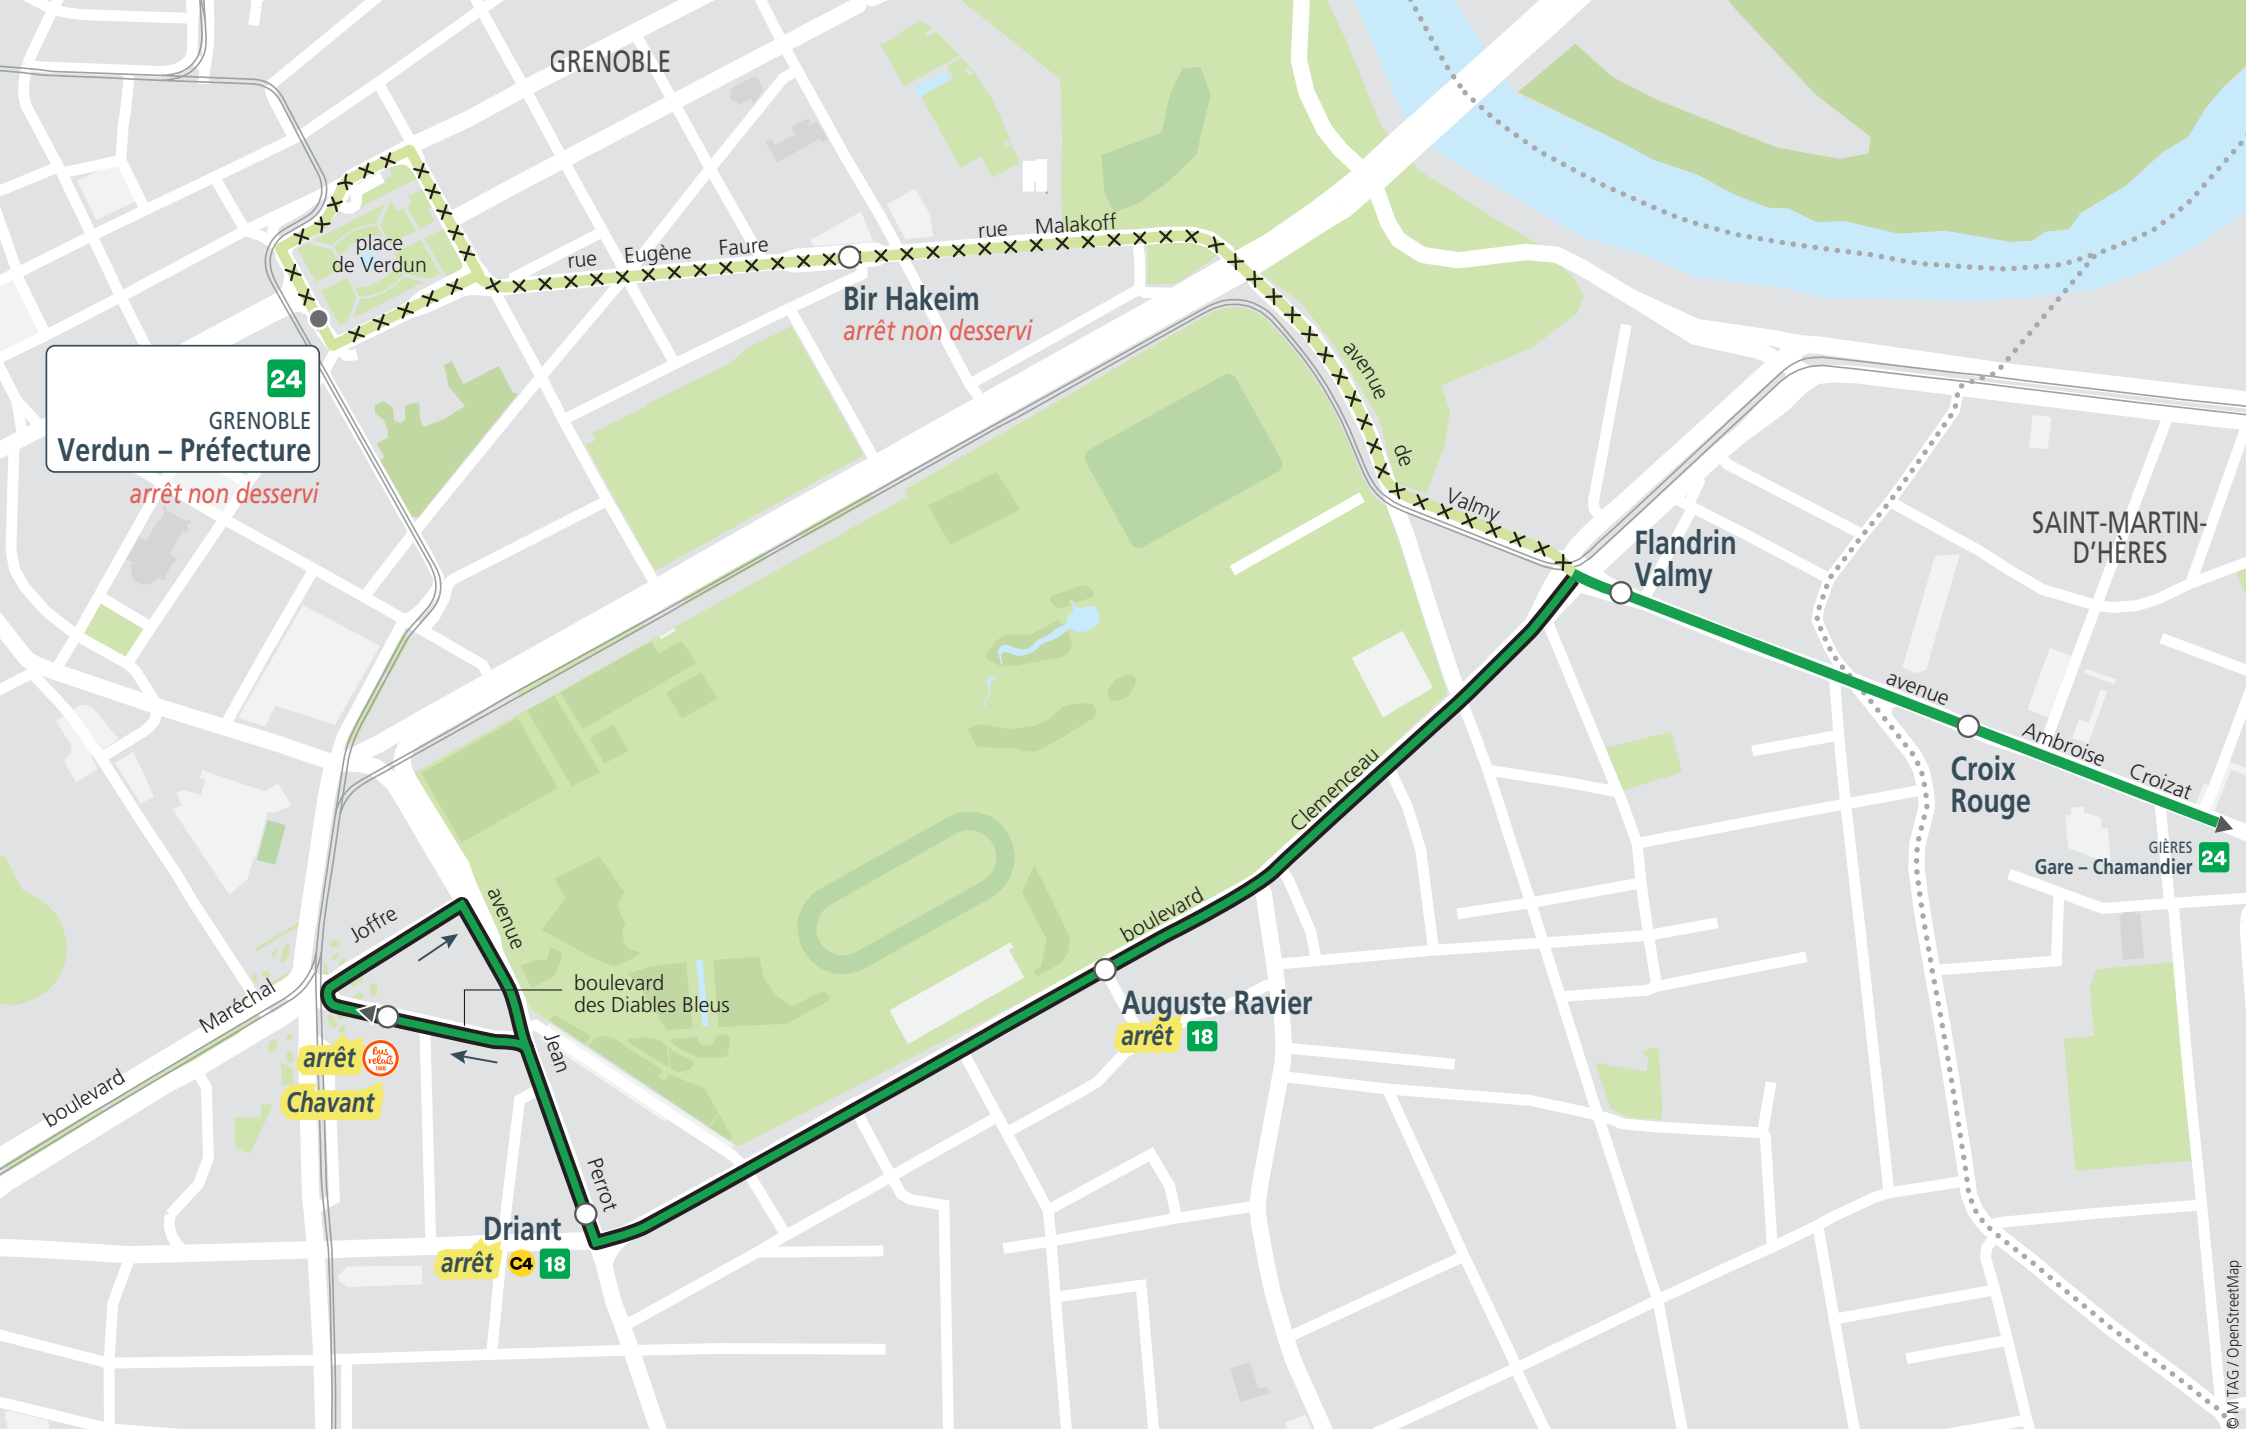 GRENOBLE
place
de Verdun
rue Eugène Faure
rue Malakoff
Bir Hakeim
arrêt non desservi
24
GRENOBLE
Verdun – Préfecture
arrêt non desservi
avenue de Valmy
Flandrin
Valmy
SAINT-MARTIN-
D'HÈRES
avenue Ambroise Croizat
Croix
Rouge
GIÈRES
Gare – Chamandier 24
boulevard Clemenceau
Auguste Ravier
arrêt 18
avenue Jean Perrot
boulevard
des Diables Bleus
boulevard Maréchal Joffre
arrêt bus relais TRAM
Chavant
Driant
arrêt C4 18
© M TAG / OpenStreetMap